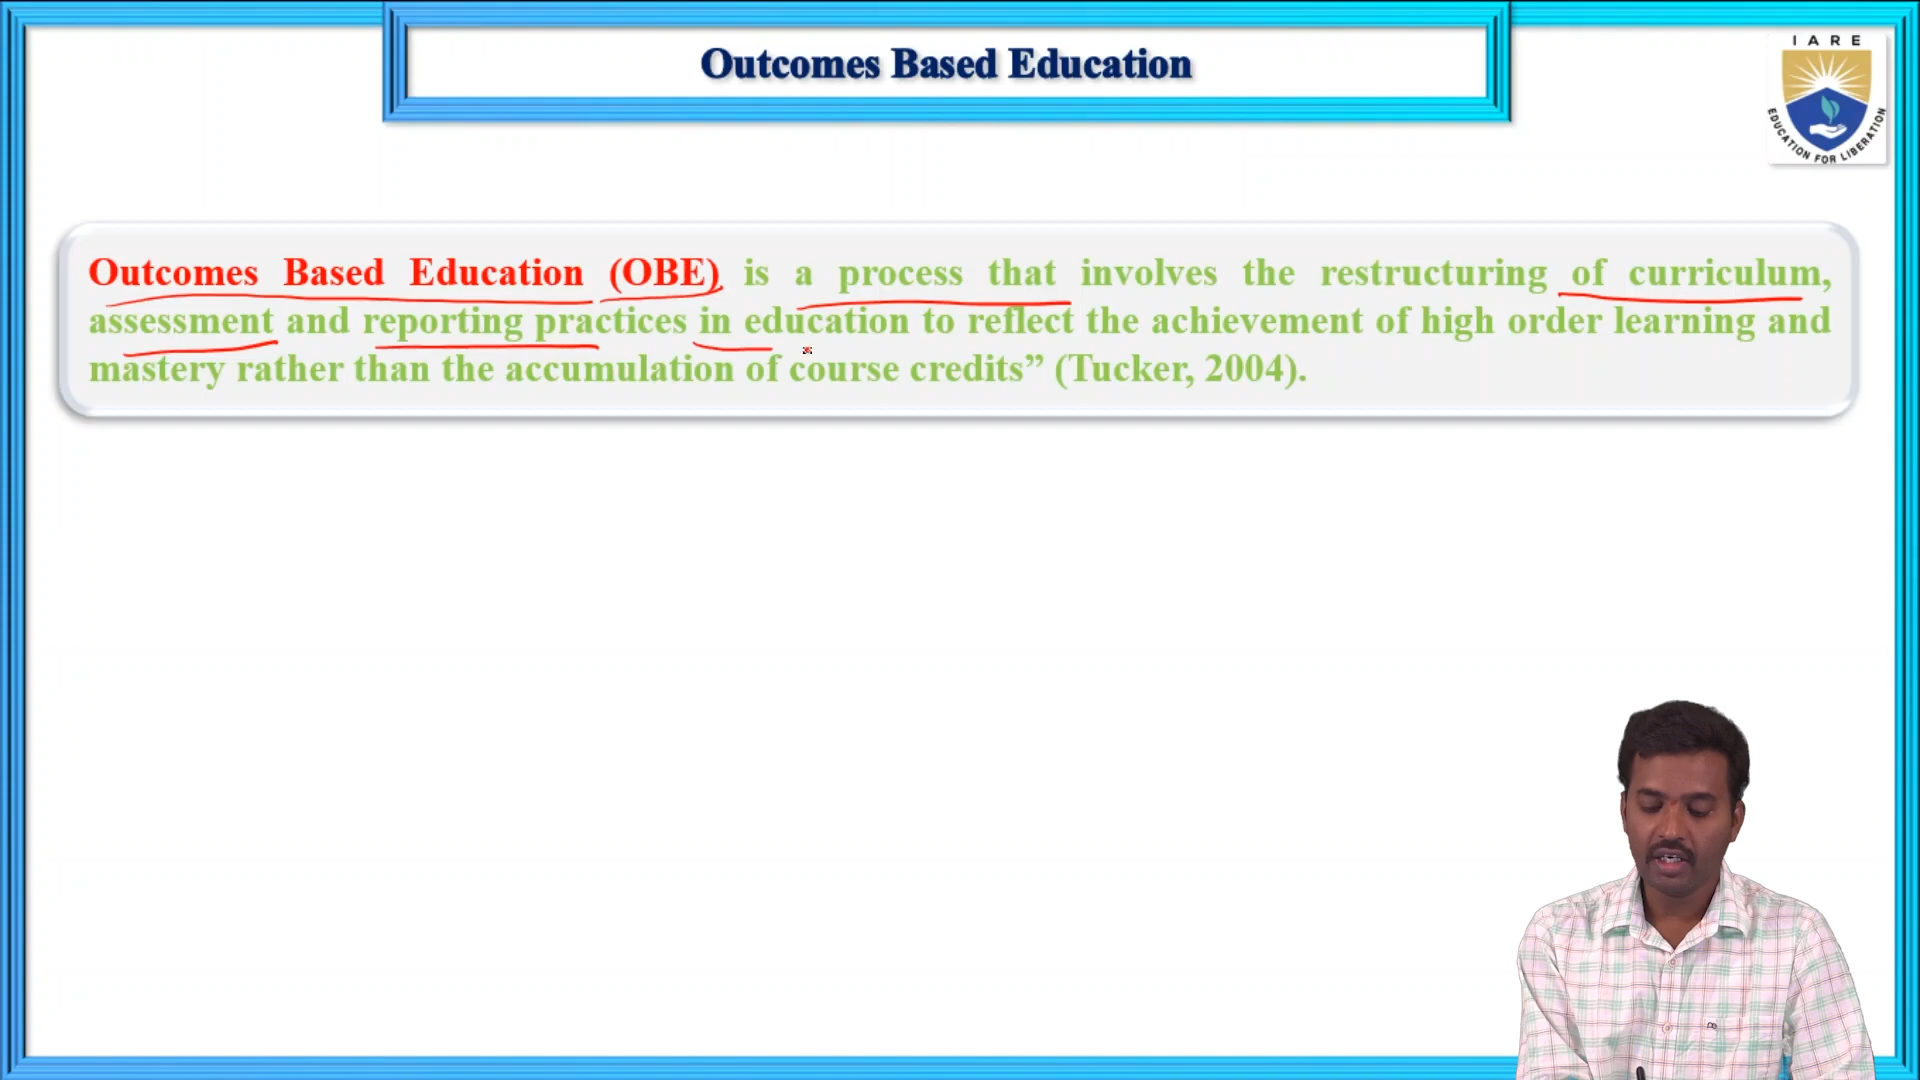 Outcomes Based Education
I A R E
EDUCATION FOR LIBERATION
Outcomes Based Education (OBE) is a process that involves the restructuring of curriculum,
assessment and reporting practices in education to reflect the achievement of high order learning and
mastery rather than the accumulation of course credits” (Tucker, 2004).